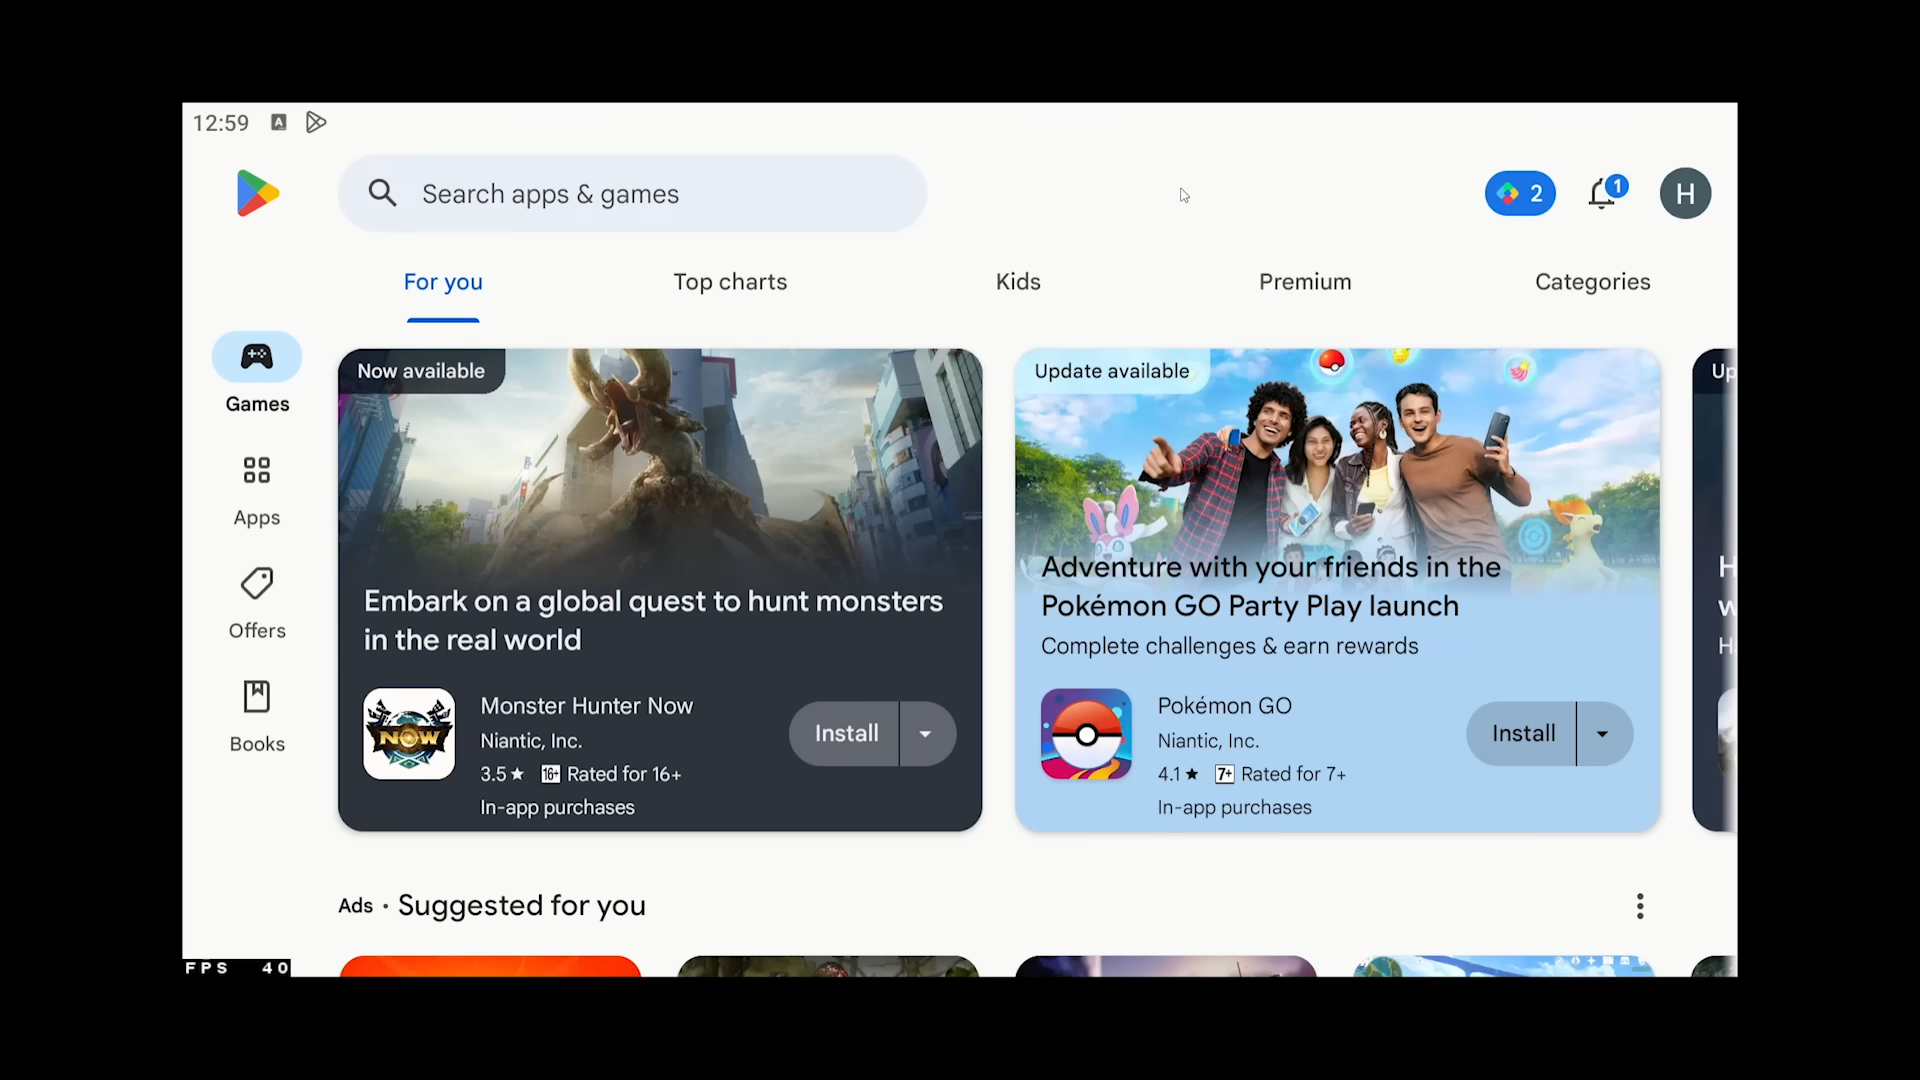 12:59 A
Search apps & games
2
1
H
For you
Top charts
Kids
Premium
Categories
Games
Apps
Offers
Books
Now available
Embark on a global quest to hunt monsters
in the real world
NOW
Monster Hunter Now
Niantic, Inc.
3.5★ 16+ Rated for 16+
In-app purchases
Install
Update available
Adventure with your friends in the
Pokémon GO Party Play launch
Complete challenges & earn rewards
Pokémon GO
Niantic, Inc.
4.1★ 7+ Rated for 7+
In-app purchases
Install
Up
H
w
H
Ads • Suggested for you
FPS 40